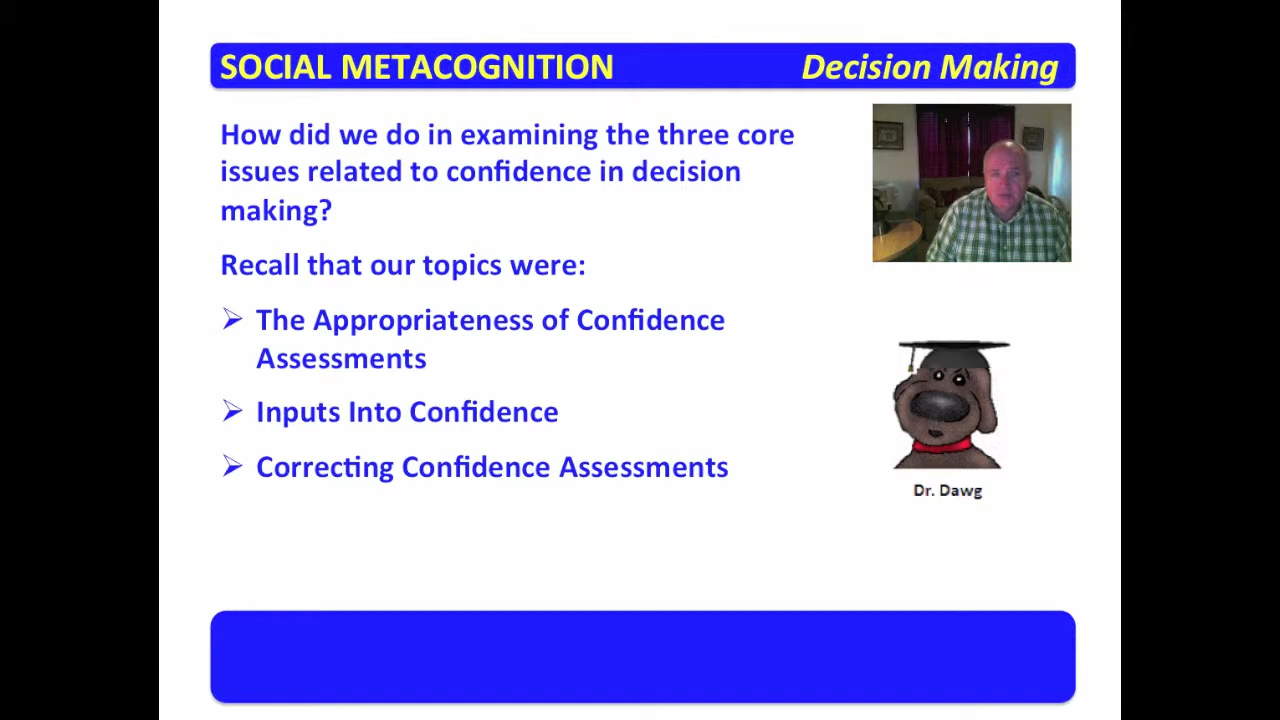 SOCIAL METACOGNITION Decision Making
How did we do in examining the three core
issues related to confidence in decision
making?
Recall that our topics were:
➢ The Appropriateness of Confidence
Assessments
➢ Inputs Into Confidence
➢ Correcting Confidence Assessments
Dr. Dawg